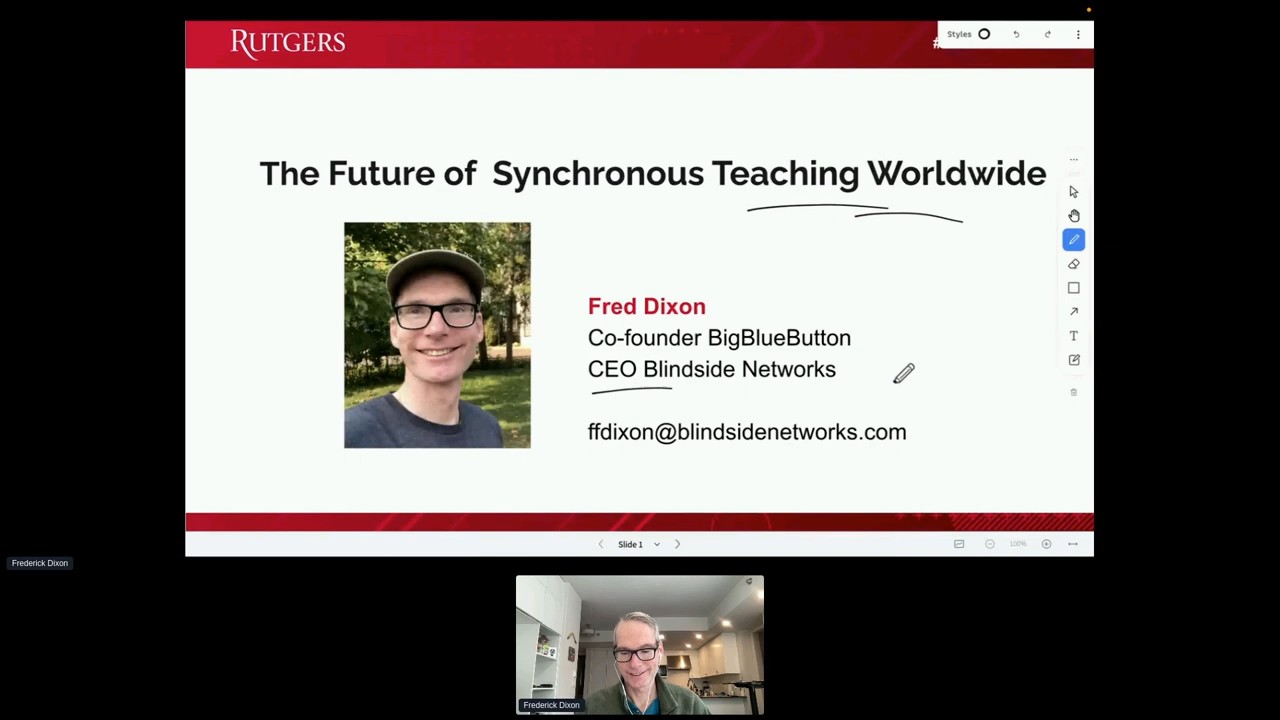 RUTGERS
#
Styles
The Future of Synchronous Teaching Worldwide
Fred Dixon
Co-founder BigBlueButton
CEO Blindside Networks
ffdixon@blindsidenetworks.com
T
Slide 1
100%
Frederick Dixon
Frederick Dixon